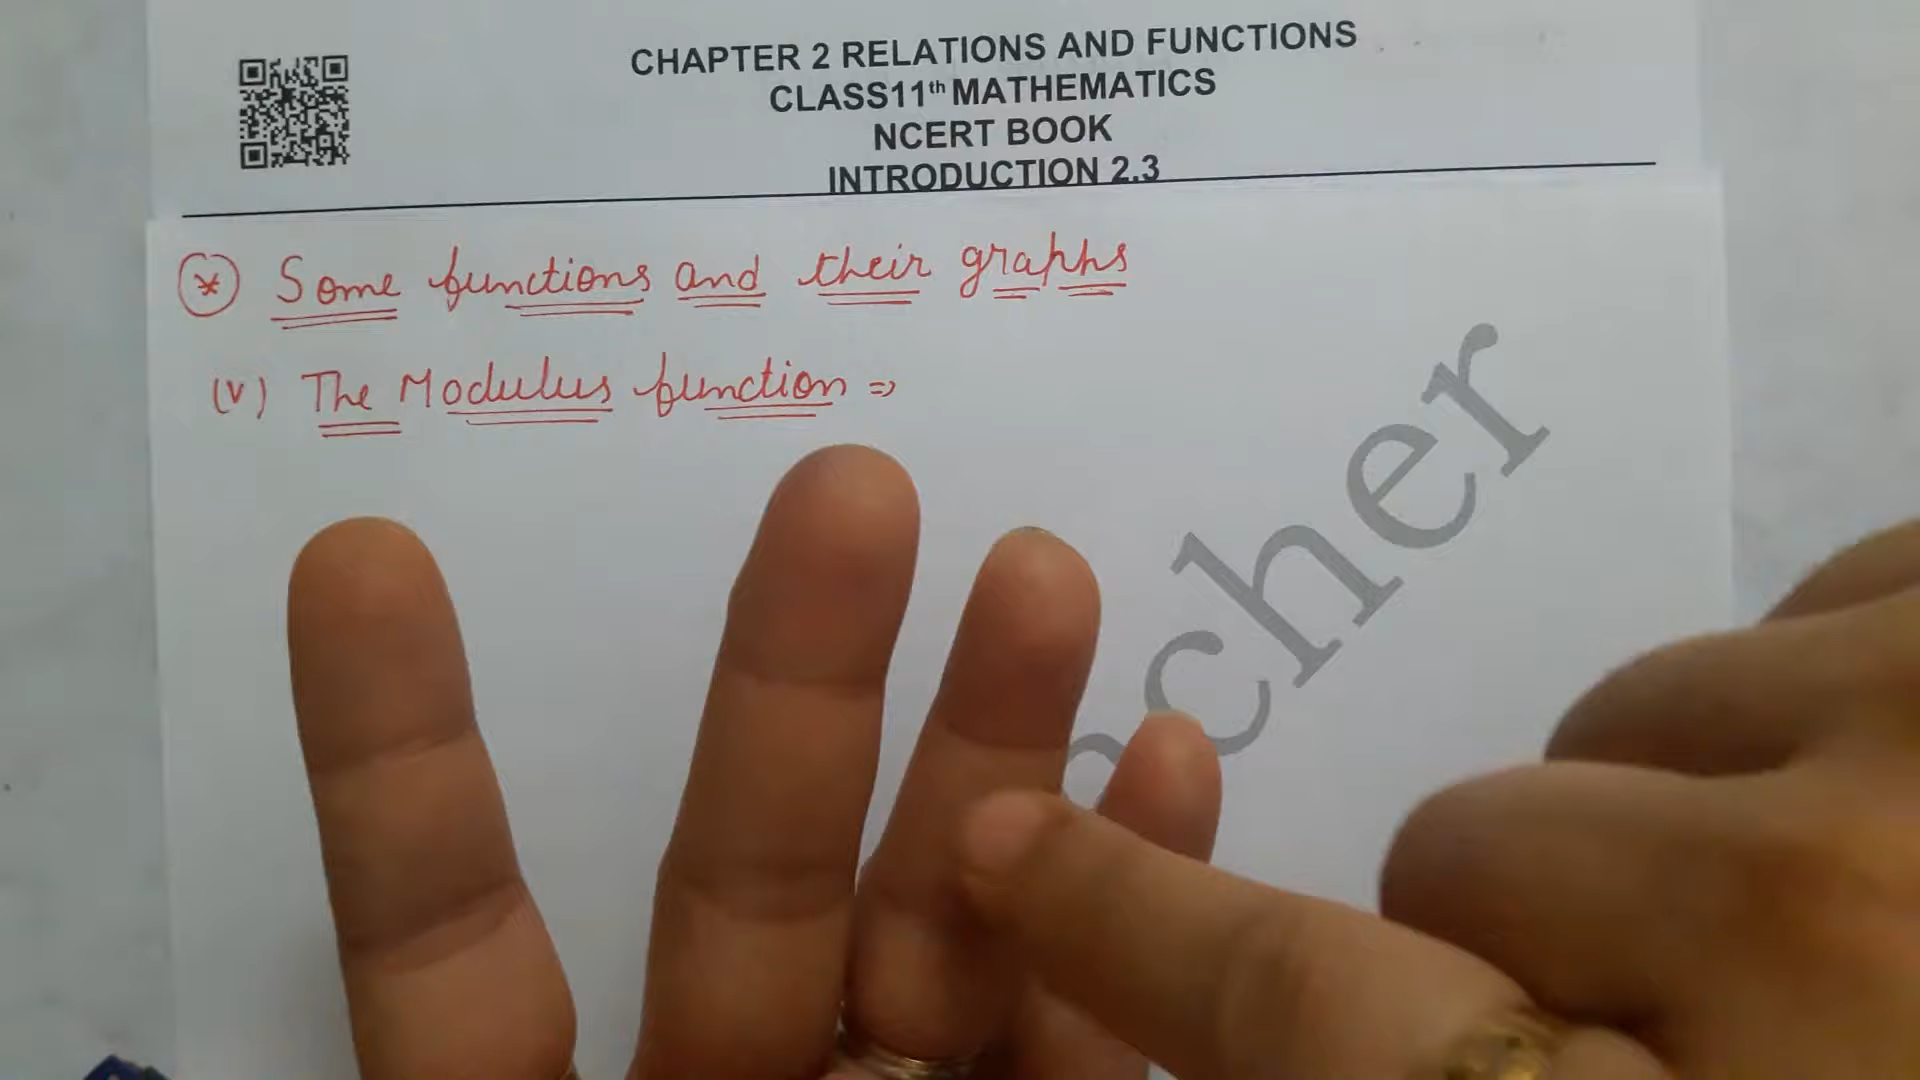 CHAPTER 2 RELATIONS AND FUNCTIONS
CLASS11th MATHEMATICS
NCERT BOOK
INTRODUCTION 2.3
* Some functions and their graphs
(v) The Modulus function ⇒
cher